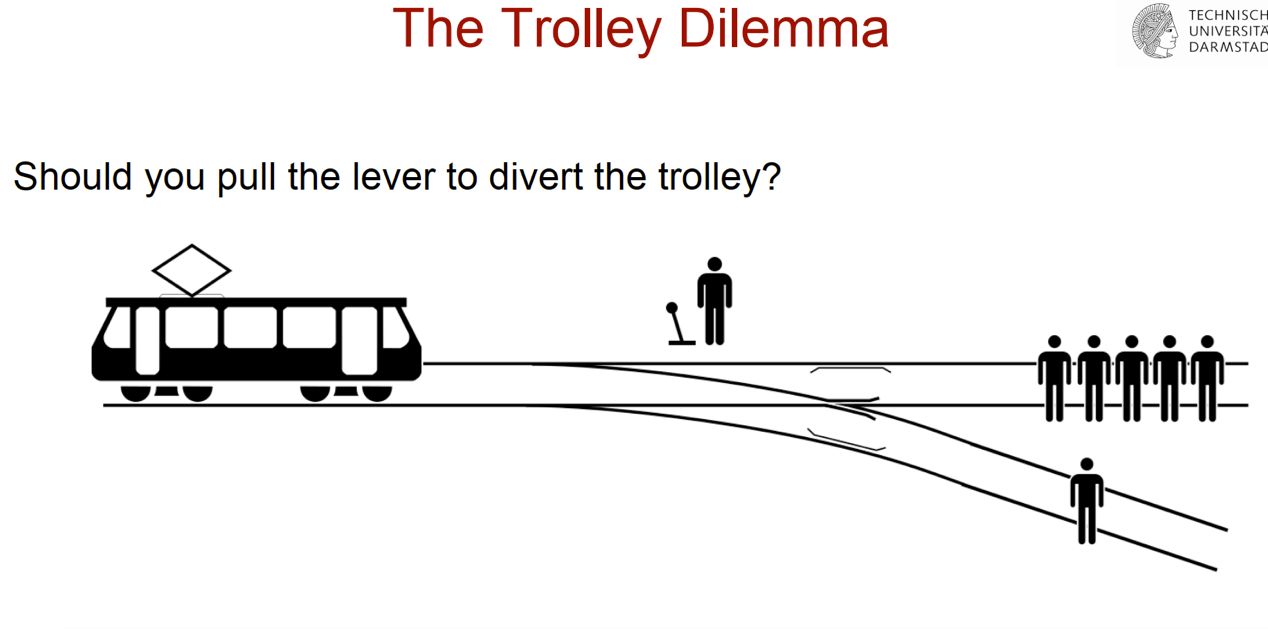 The Trolley Dilemma
TECHNISCH
UNIVERSITÄ
DARMSTAD
Should you pull the lever to divert the trolley?